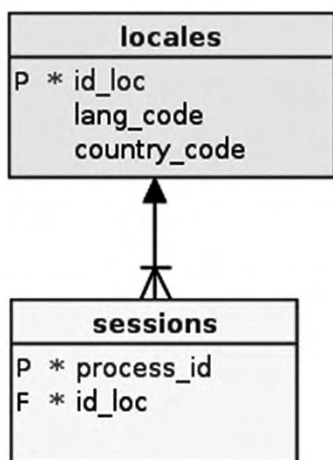 locales
P * id_loc
lang_code
country_code
sessions
P * process_id
F * id_loc